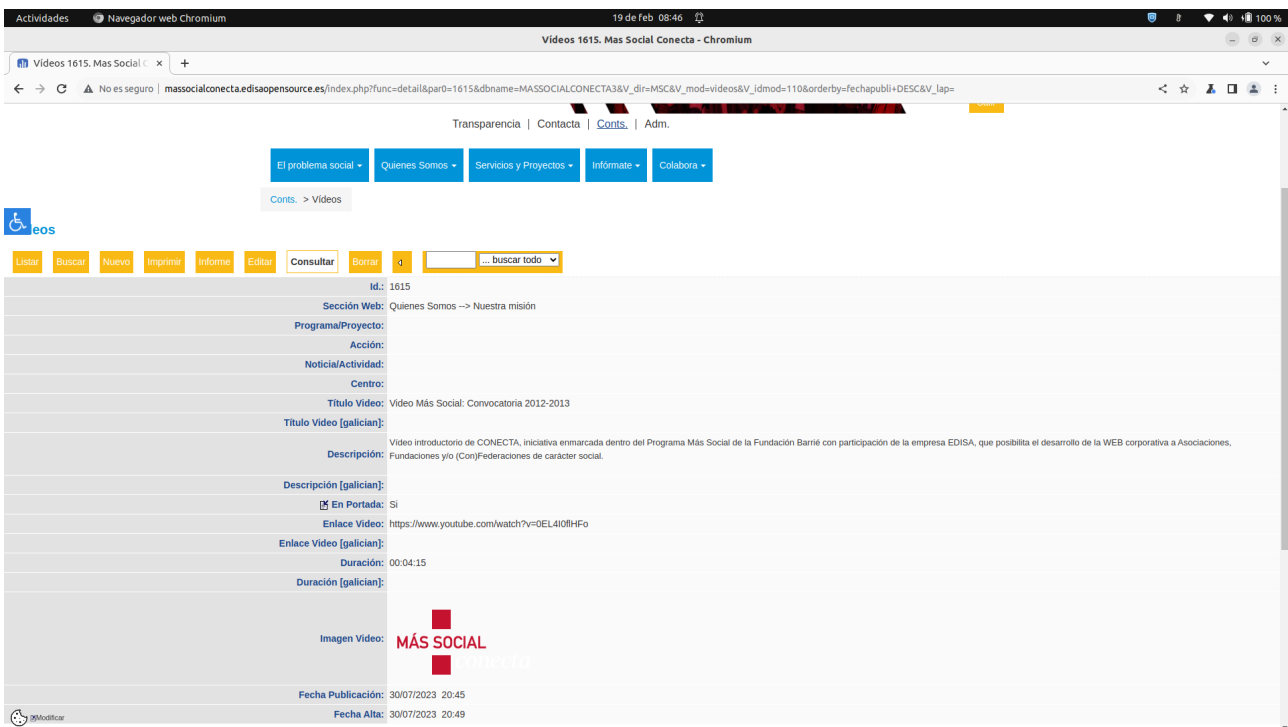 Actividades Navegador web Chromium 19 de feb 08:46 100 %
Vídeos 1615. Mas Social Conecta - Chromium
Vídeos 1615. Mas Social C
No es seguro massocialconecta.edisaopensource.es/index.php?func=detail&par0=1615&dbname=MASSOCIALCONECTA3&V_dir=MSC&V_mod=videos&V_idmod=110&orderby=fechapubli+DESC&V_lap=
Transparencia | Contacta | Conts. | Adm.
El problema social Quienes Somos Servicios y Proyectos Infórmate Colabora
Conts. > Vídeos
eos
Listar Buscar Nuevo Imprimir Informe Editar Consultar Borrar ... buscar todo
Id.: 1615
Sección Web: Quienes Somos --> Nuestra misión
Programa/Proyecto:
Acción:
Noticia/Actividad:
Centro:
Título Video: Video Más Social: Convocatoria 2012-2013
Título Video [galician]:
Descripción: Vídeo introductorio de CONECTA, iniciativa enmarcada dentro del Programa Más Social de la Fundación Barrié con participación de la empresa EDISA, que posibilita el desarrollo de la WEB corporativa a Asociaciones,
Fundaciones y/o (Con)Federaciones de carácter social.
Descripción [galician]:
En Portada: Si
Enlace Video: https://www.youtube.com/watch?v=0EL4I0flHFo
Enlace Video [galician]:
Duración: 00:04:15
Duración [galician]:
Imagen Video: MÁS SOCIAL
conecta
Fecha Publicación: 30/07/2023 20:45
Modificar Fecha Alta: 30/07/2023 20:49